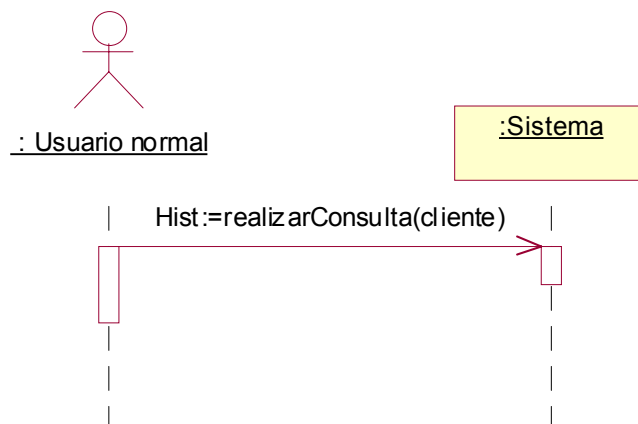 : Usuario normal
:Sistema
Hist:=realizarConsulta(cliente)